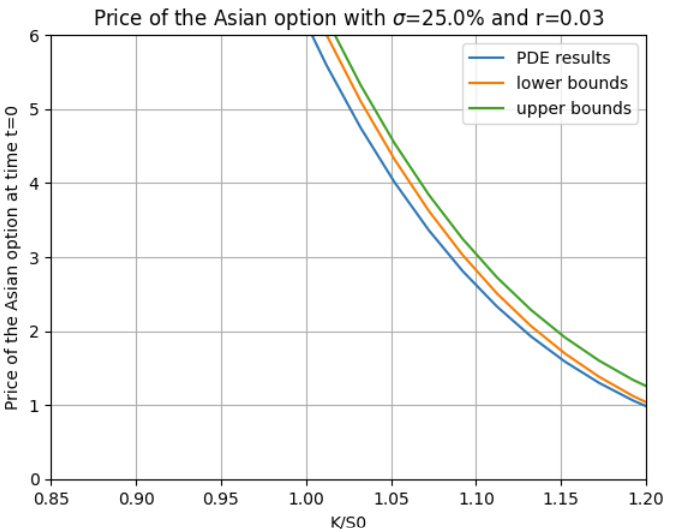 Price of the Asian option with σ=25.0% and r=0.03
PDE results
lower bounds
upper bounds
Price of the Asian option at time t=0
6
5
4
3
2
1
0
0.85 0.90 0.95 1.00 1.05 1.10 1.15 1.20
K/S0